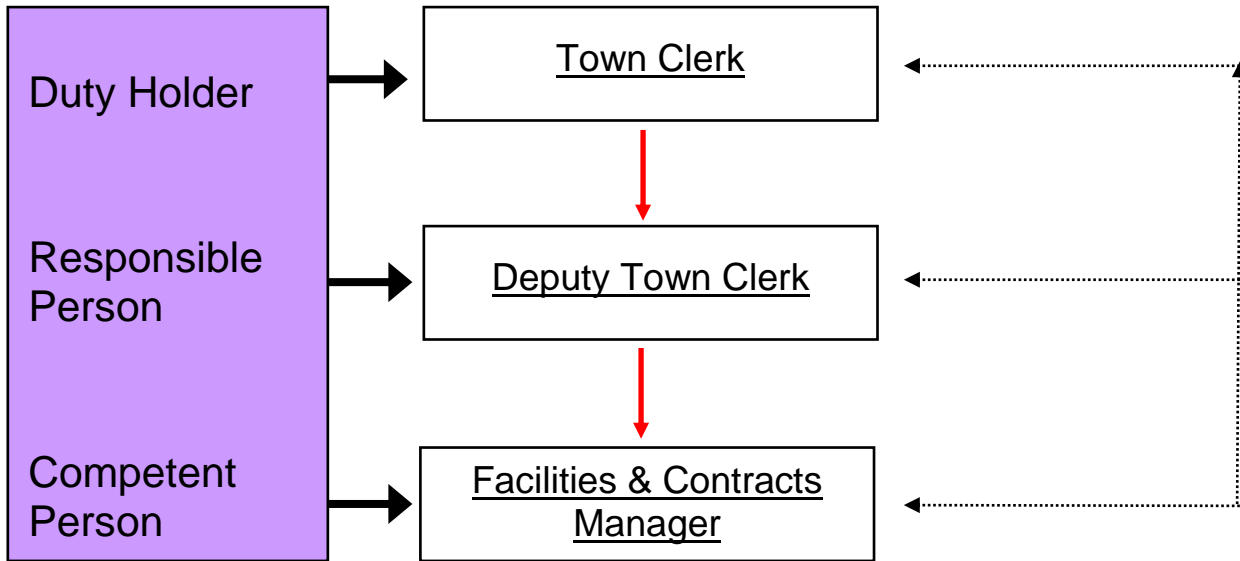 Duty Holder
Town Clerk
Responsible
Person
Deputy Town Clerk
Competent
Person
Facilities & Contracts
Manager